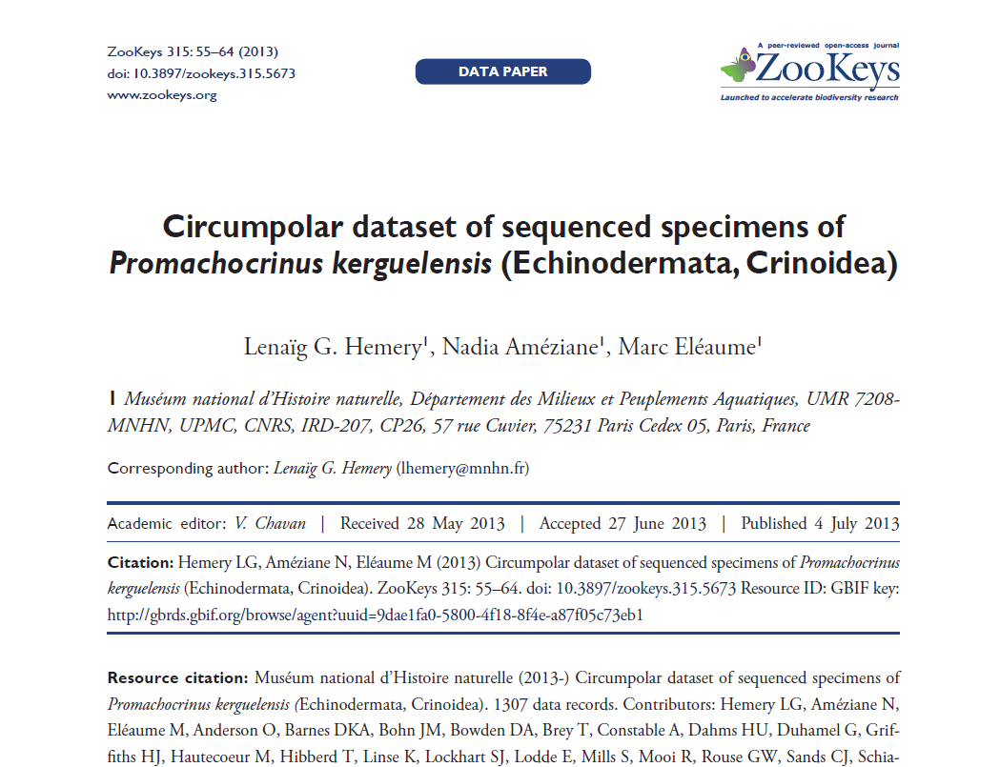 ZooKeys 315: 55–64 (2013)
doi: 10.3897/zookeys.315.5673
www.zookeys.org
DATA PAPER
A peer-reviewed open-access journal
ZooKeys
Launched to accelerate biodiversity research
Circumpolar dataset of sequenced specimens of
Promachocrinus kerguelensis (Echinodermata, Crinoidea)
Lenaïg G. Hemery¹, Nadia Améziane¹, Marc Eléaume¹
1 Muséum national d’Histoire naturelle, Département des Milieux et Peuplements Aquatiques, UMR 7208-
MNHN, UPMC, CNRS, IRD-207, CP26, 57 rue Cuvier, 75231 Paris Cedex 05, Paris, France
Corresponding author: Lenaïg G. Hemery (lhemery@mnhn.fr)
Academic editor: V. Chavan | Received 28 May 2013 | Accepted 27 June 2013 | Published 4 July 2013
Citation: Hemery LG, Améziane N, Eléaume M (2013) Circumpolar dataset of sequenced specimens of Promachocrinus
kerguelensis (Echinodermata, Crinoidea). ZooKeys 315: 55–64. doi: 10.3897/zookeys.315.5673 Resource ID: GBIF key:
http://gbrds.gbif.org/browse/agent?uuid=9dae1fa0-5800-4f18-8f4e-a87f05c73eb1
Resource citation: Muséum national d’Histoire naturelle (2013-) Circumpolar dataset of sequenced specimens of
Promachocrinus kerguelensis (Echinodermata, Crinoidea). 1307 data records. Contributors: Hemery LG, Améziane N,
Eléaume M, Anderson O, Barnes DKA, Bohn JM, Bowden DA, Brey T, Constable A, Dahms HU, Duhamel G, Grif-
fiths HJ, Hautecoeur M, Hibberd T, Linse K, Lockhart SJ, Lodde E, Mills S, Mooi R, Rouse GW, Sands CJ, Schia-